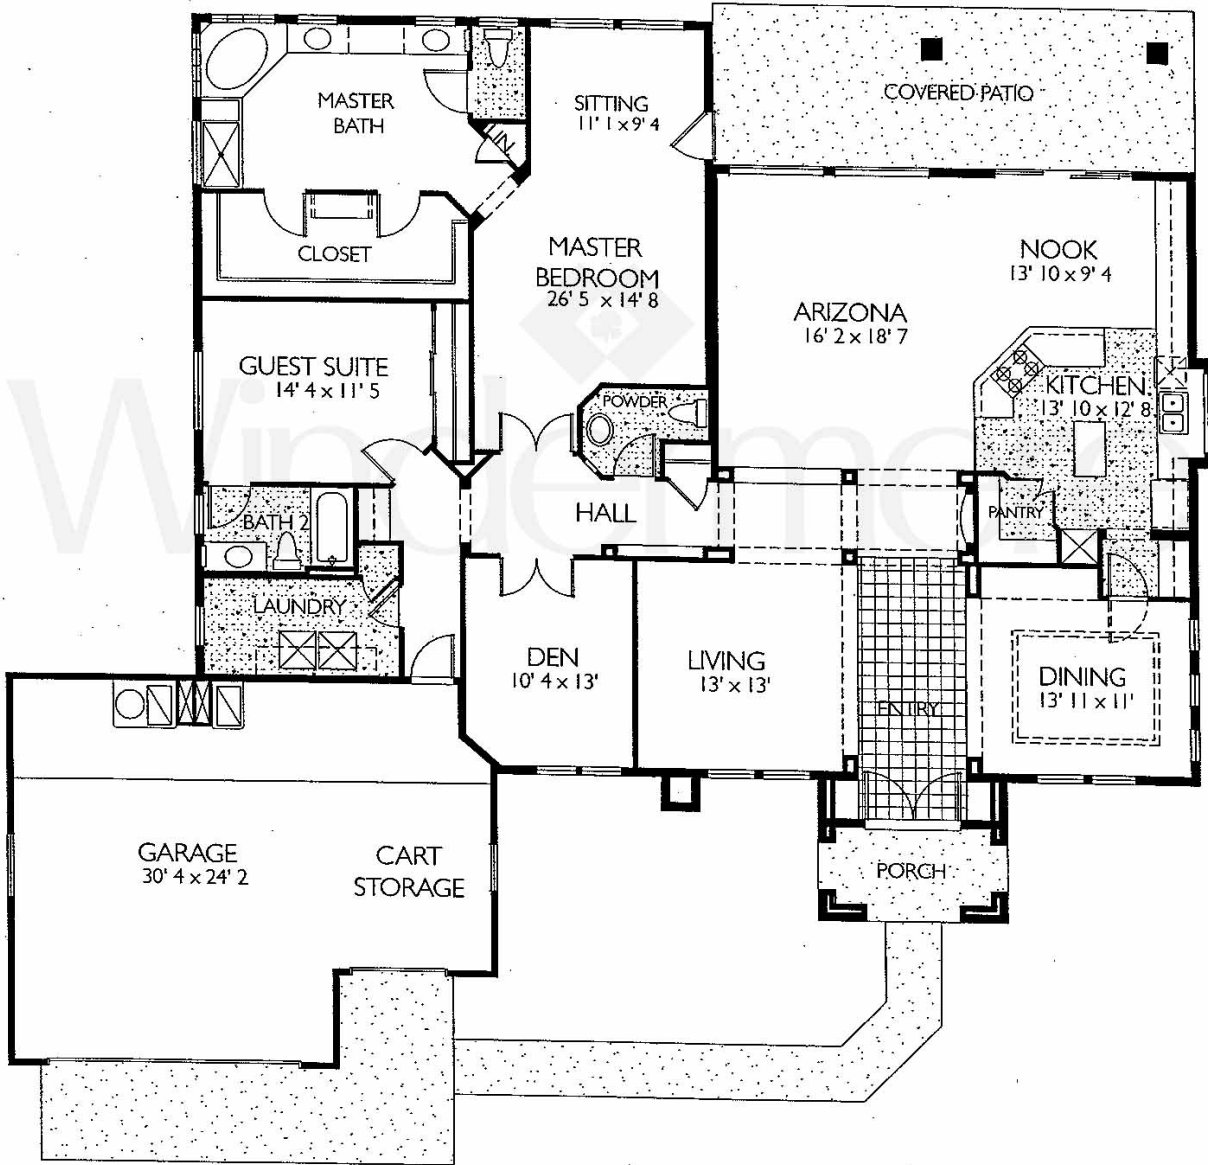 MASTER
BATH
SITTING
11' 1 x 9' 4
COVERED PATIO
LIN
CLOSET
MASTER
BEDROOM
26' 5 x 14' 8
NOOK
13' 10 x 9' 4
ARIZONA
16' 2 x 18' 7
GUEST SUITE
14' 4 x 11' 5
KITCHEN
13' 10 x 12' 8
POWDER
Windermere
BATH 2
HALL
PANTRY
LAUNDRY
DEN
10' 4 x 13'
LIVING
13' x 13'
ENTRY
DINING
13' 11 x 11'
GARAGE
30' 4 x 24' 2
CART
STORAGE
PORCH